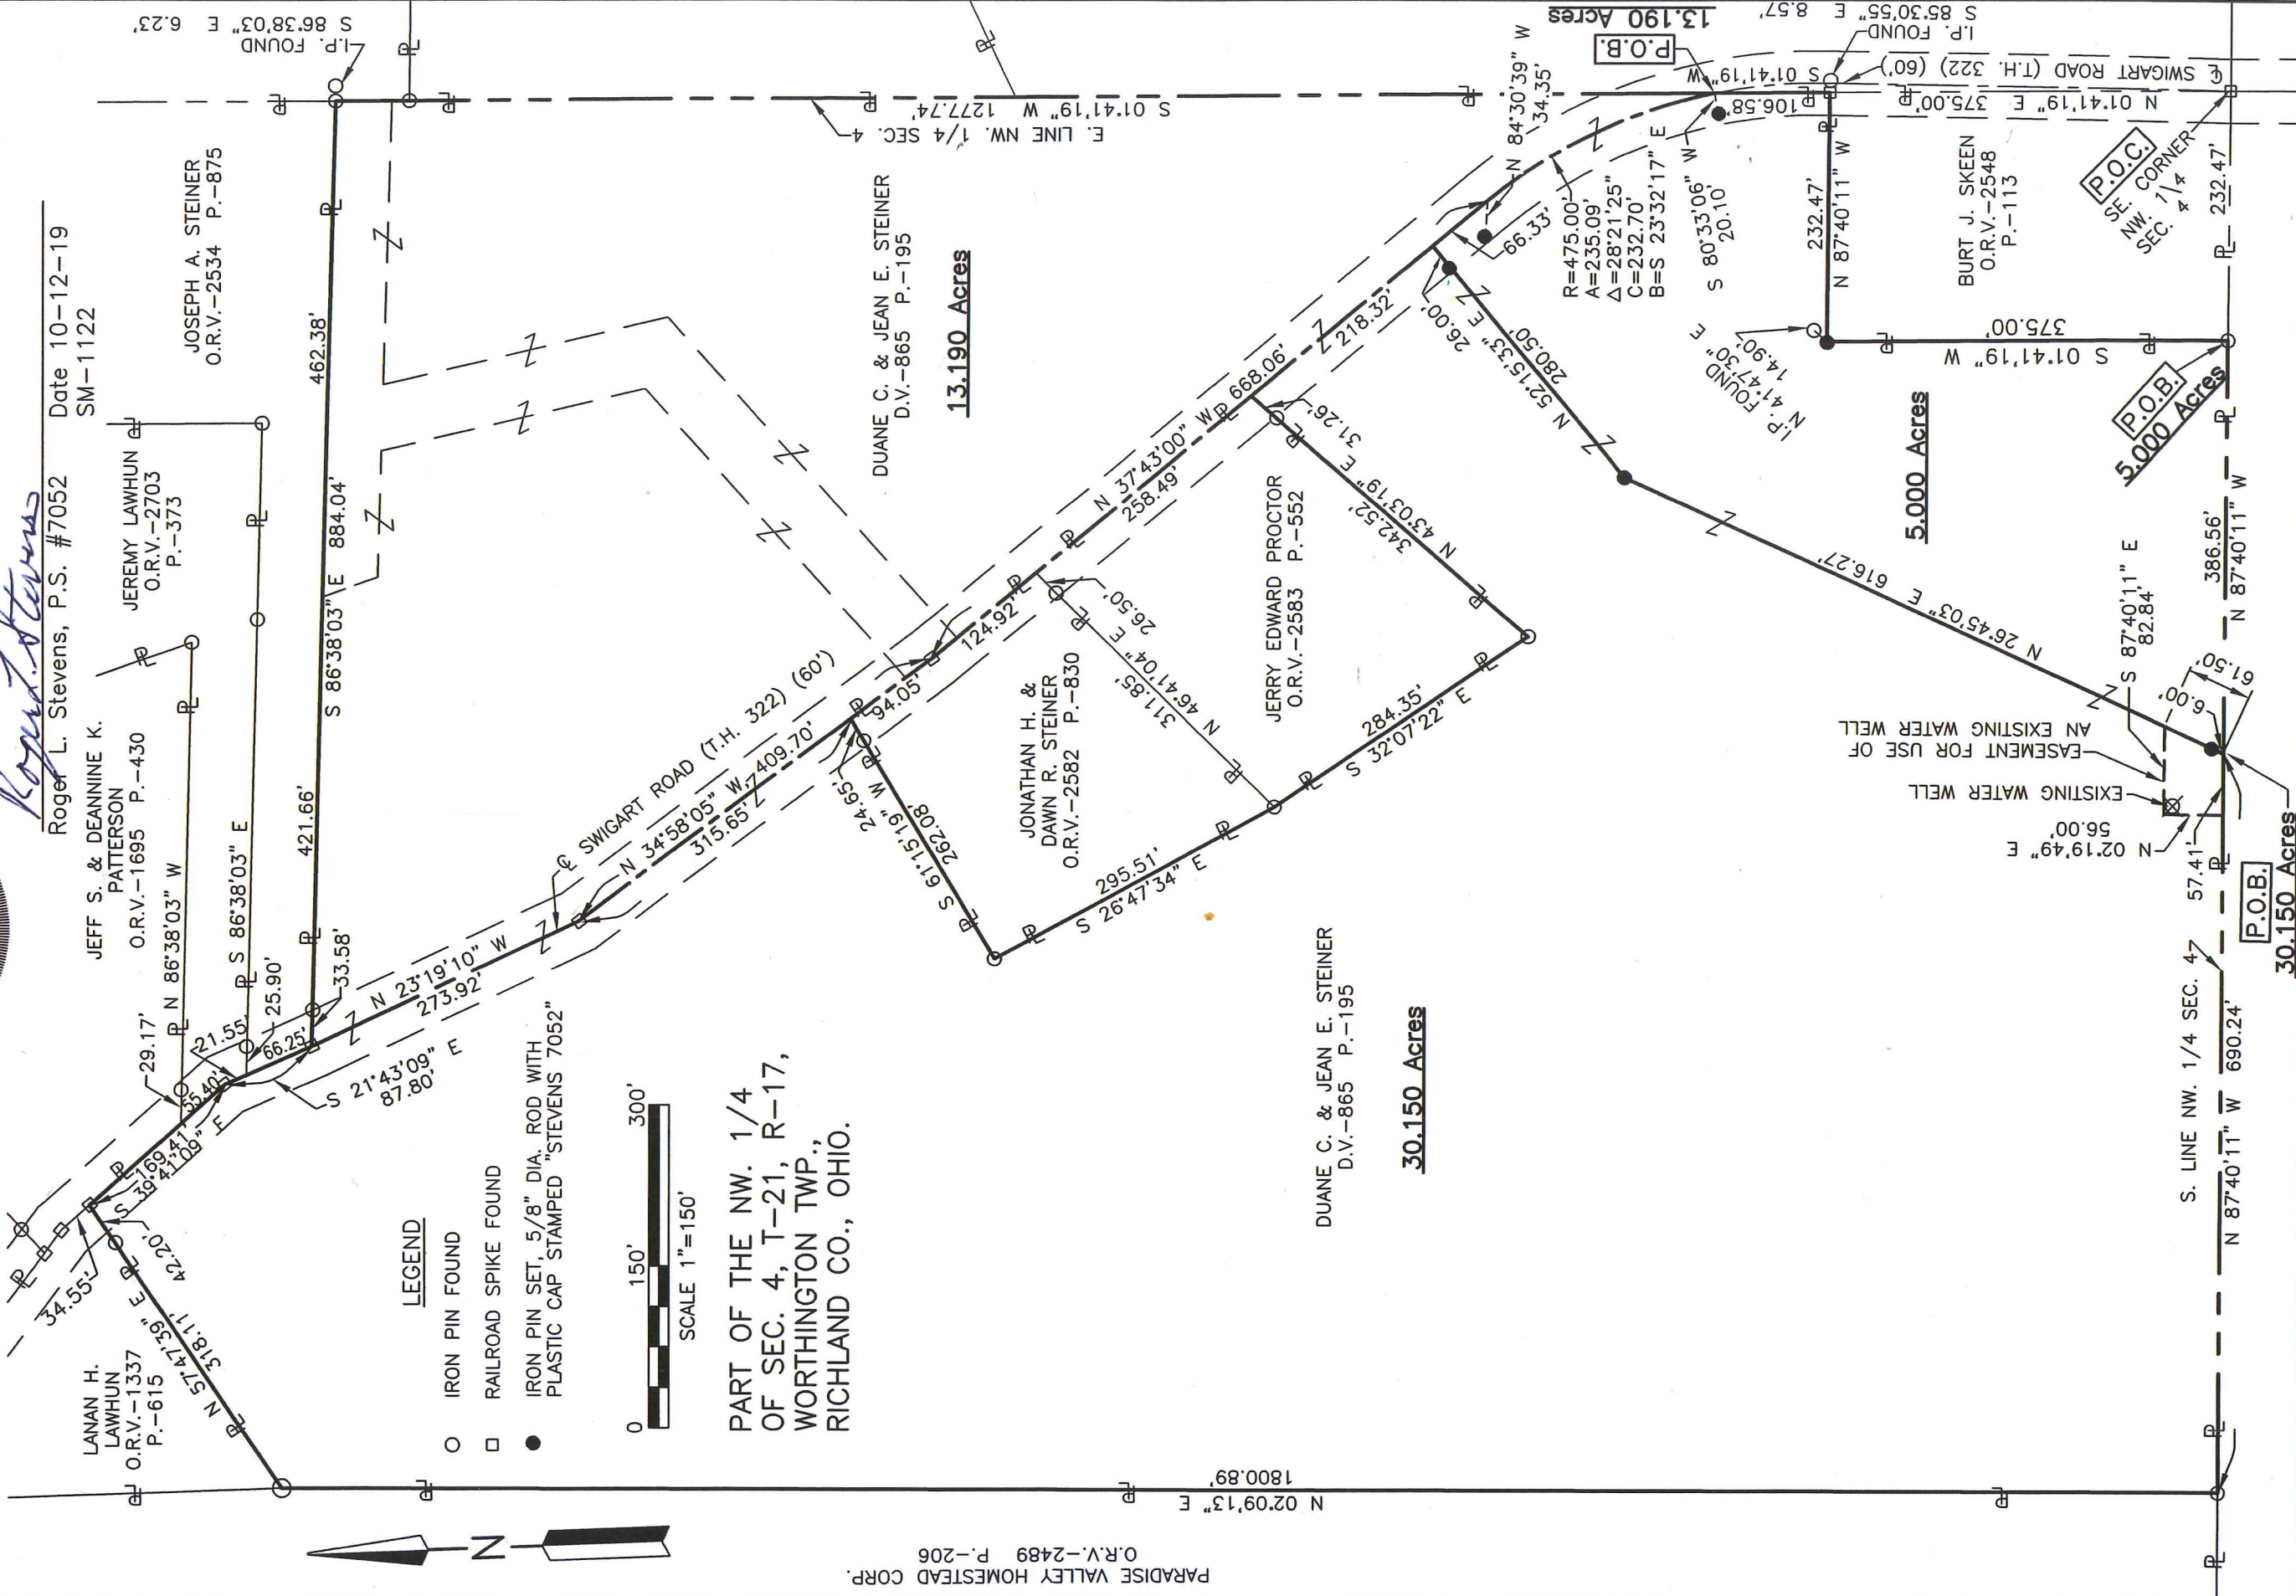 Roger L. Stevens
Roger L. Stevens, P.S. #7052 Date 10-12-19
SM-1122
S 86°38'03" E 6.23'
I.P. FOUND
JOSEPH A. STEINER
O.R.V.-2534 P.-875
JEREMY LAWHUN
O.R.V.-2703
P.-373
JEFF S. & DEANNINE K.
PATTERSON
O.R.V.-1695 P.-430
N 86°38'03" W
S 86°38'03" E
462.38'
S 86°38'03" E 884.04'
421.66'
33.58'
25.90'
29.17'
21.55'
66.25'
55.40'
S 21°43'09" E
87.80'
169.41'
S 39°41'09" E
34.55'
42.20'
N 57°47'39" E
318.11'
LANAN H.
LAWHUN
O.R.V.-1337
P.-615
N 23°19'10" W
273.92'
℄ SWIGART ROAD (T.H. 322) (60')
N 34°58'05" W 409.70'
315.65'
94.05'
124.92'
24.65'
S 61°15'19" W
262.08'
JONATHAN H. &
DAWN R. STEINER
O.R.V.-2582 P.-830
295.51'
S 26°47'34" E
26.50'
N 46°41'04" E
311.85'
N 37°43'00" W 668.06'
258.49'
218.32'
JERRY EDWARD PROCTOR
O.R.V.-2583 P.-552
284.35'
S 32°07'22" E
31.26'
N 43°03'19" E
342.52'
DUANE C. & JEAN E. STEINER
D.V.-865 P.-195
13.190 Acres
E. LINE NW. 1/4 SEC. 4
S 01°41'19" W 1277.74'
N 84°30'39" W
34.35'
66.33'
26.00'
N 52°15'33" E
280.50'
R=475.00'
A=235.09'
Δ=28°21'25"
C=232.70'
B=S 23°32'17" E
S 80°33'06" W
20.10'
P.O.B.
13.190 Acres
S 01°41'19" W
106.58'
I.P. FOUND
S 85°30'55" E 8.57'
℄ SWIGART ROAD (T.H. 322) (60')
N 01°41'19" E 375.00'
232.47'
N 87°40'11" W
BURT J. SKEEN
O.R.V.-2548
P.-113
P.O.C.
SE. CORNER
NW. 1/4
SEC. 4
232.47'
I.P. FOUND
N 41°47'30" E
14.90'
375.00'
S 01°41'19" W
P.O.B.
5.000 Acres
5.000 Acres
616.27'
N 26°45'03" E
386.56'
N 87°40'11" W
S 87°40'11" E
82.84'
61.50'
6.00'
EASEMENT FOR USE OF
AN EXISTING WATER WELL
EXISTING WATER WELL
N 02°19'49" E
56.00'
57.41'
P.O.B.
30.150 Acres
S. LINE NW. 1/4 SEC. 4
N 87°40'11" W 690.24'
DUANE C. & JEAN E. STEINER
D.V.-865 P.-195
30.150 Acres
LEGEND
IRON PIN FOUND
RAILROAD SPIKE FOUND
IRON PIN SET, 5/8" DIA. ROD WITH
PLASTIC CAP STAMPED "STEVENS 7052"
0 150' 300'
SCALE 1"=150'
PART OF THE NW. 1/4
OF SEC. 4, T-21, R-17,
WORTHINGTON TWP.,
RICHLAND CO., OHIO.
N 02°09'13" E
1800.89'
N
PARADISE VALLEY HOMESTEAD CORP.
O.R.V.-2489 P.-206